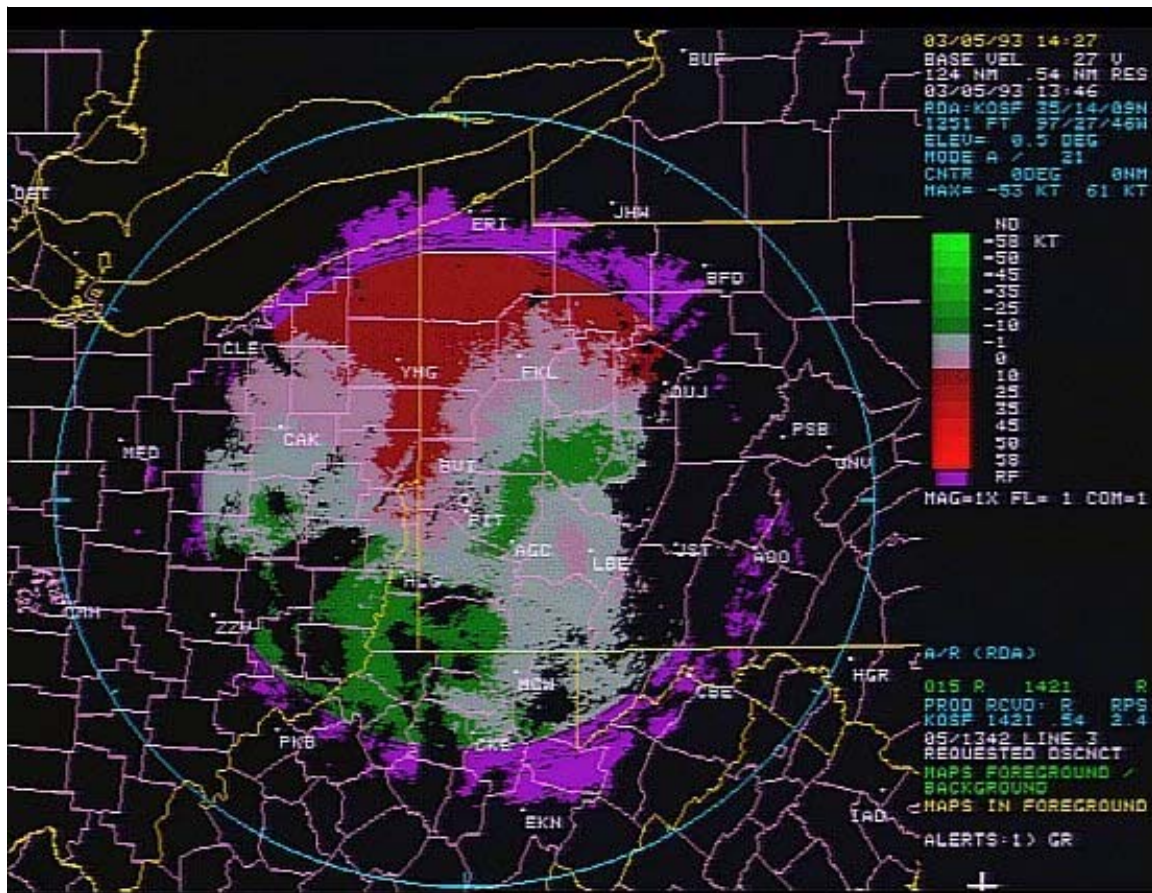 03/05/93 14:27
BASE VEL 27 V
124 NM .54 NM RES
03/05/93 13:46
RDA:KOSF 35/14/09N
1251 FT 97/27/46W
ELEV= 0.5 DEG
MODE A / 21
CNTR 0DEG 0NM
MAX= -53 KT 61 KT
ND
-58 KT
-50
-45
-35
-25
-10
-1
0
10
25
35
45
50
58
RF
MAG=1X FL= 1 COM=1
A/R (RDA)
015 R 1421 R
PROD RCVD: R RPS
KOSF 1421 .54 2.4
05/1342 LINE 3
REQUESTED DSCNCT
MAPS FOREGROUND /
BACKGROUND
MAPS IN FOREGROUND
ALERTS:1) GR
BUF
DET
JHW
ERI
BFD
CLE
YNG
FKL
DUJ
PSB
CAK
MFD
UNV
BVI
PIT
AGC
LBE
JST
AOO
HLG
CMH
ZZV
MGW
CBE
HGR
PKB
CKB
EKN
IAD